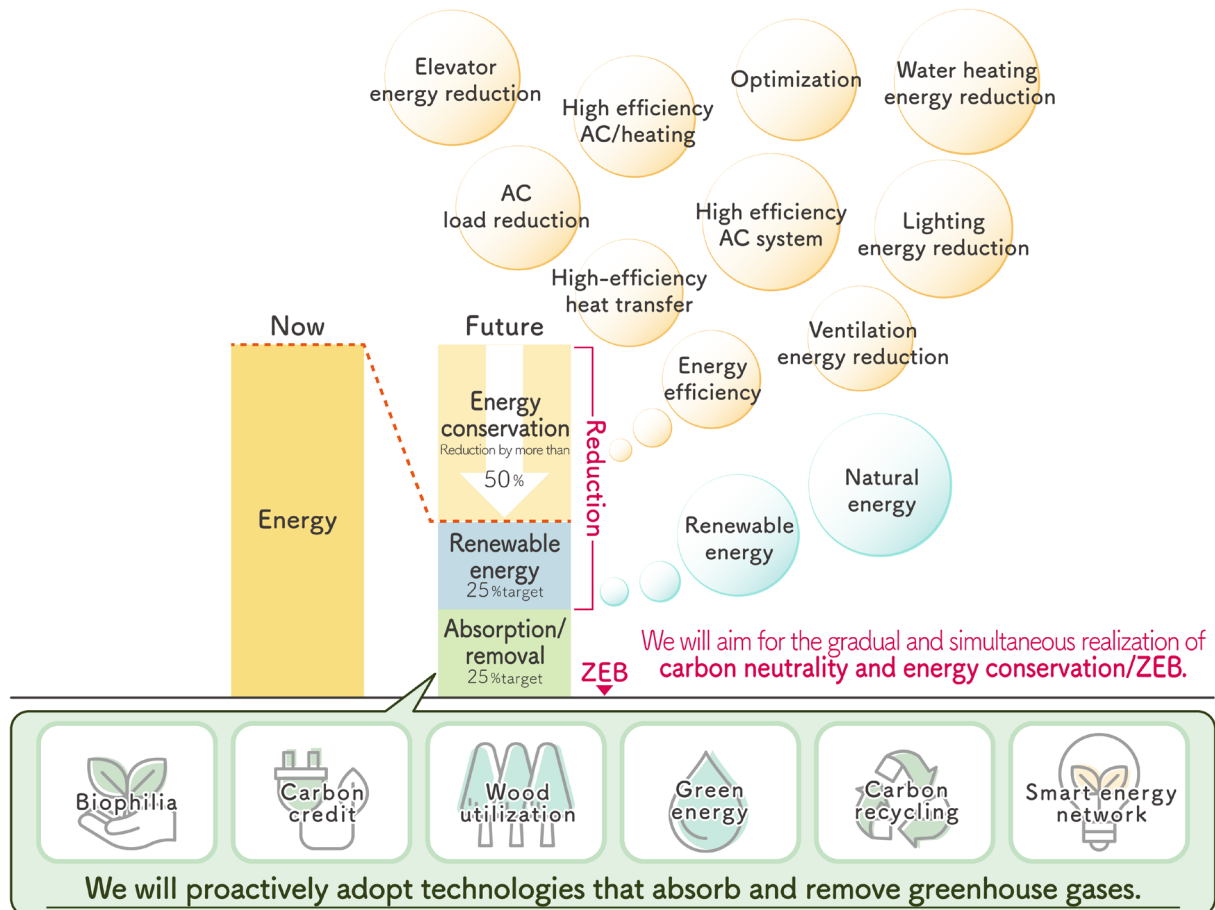 Elevator
energy reduction
High efficiency
AC/heating
Optimization
Water heating
energy reduction
AC
load reduction
High efficiency
AC system
Lighting
energy reduction
High-efficiency
heat transfer
Ventilation
energy reduction
Energy
efficiency
Now
Future
Energy
Energy
conservation
Reduction by more than
50%
Reduction
Renewable
energy
25%target
Absorption/
removal
25%target
Natural
energy
Renewable
energy
ZEB
We will aim for the gradual and simultaneous realization of
carbon neutrality and energy conservation/ZEB.
Biophilia
Carbon
credit
Wood
utilization
Green
energy
Carbon
recycling
Smart energy
network
We will proactively adopt technologies that absorb and remove greenhouse gases.